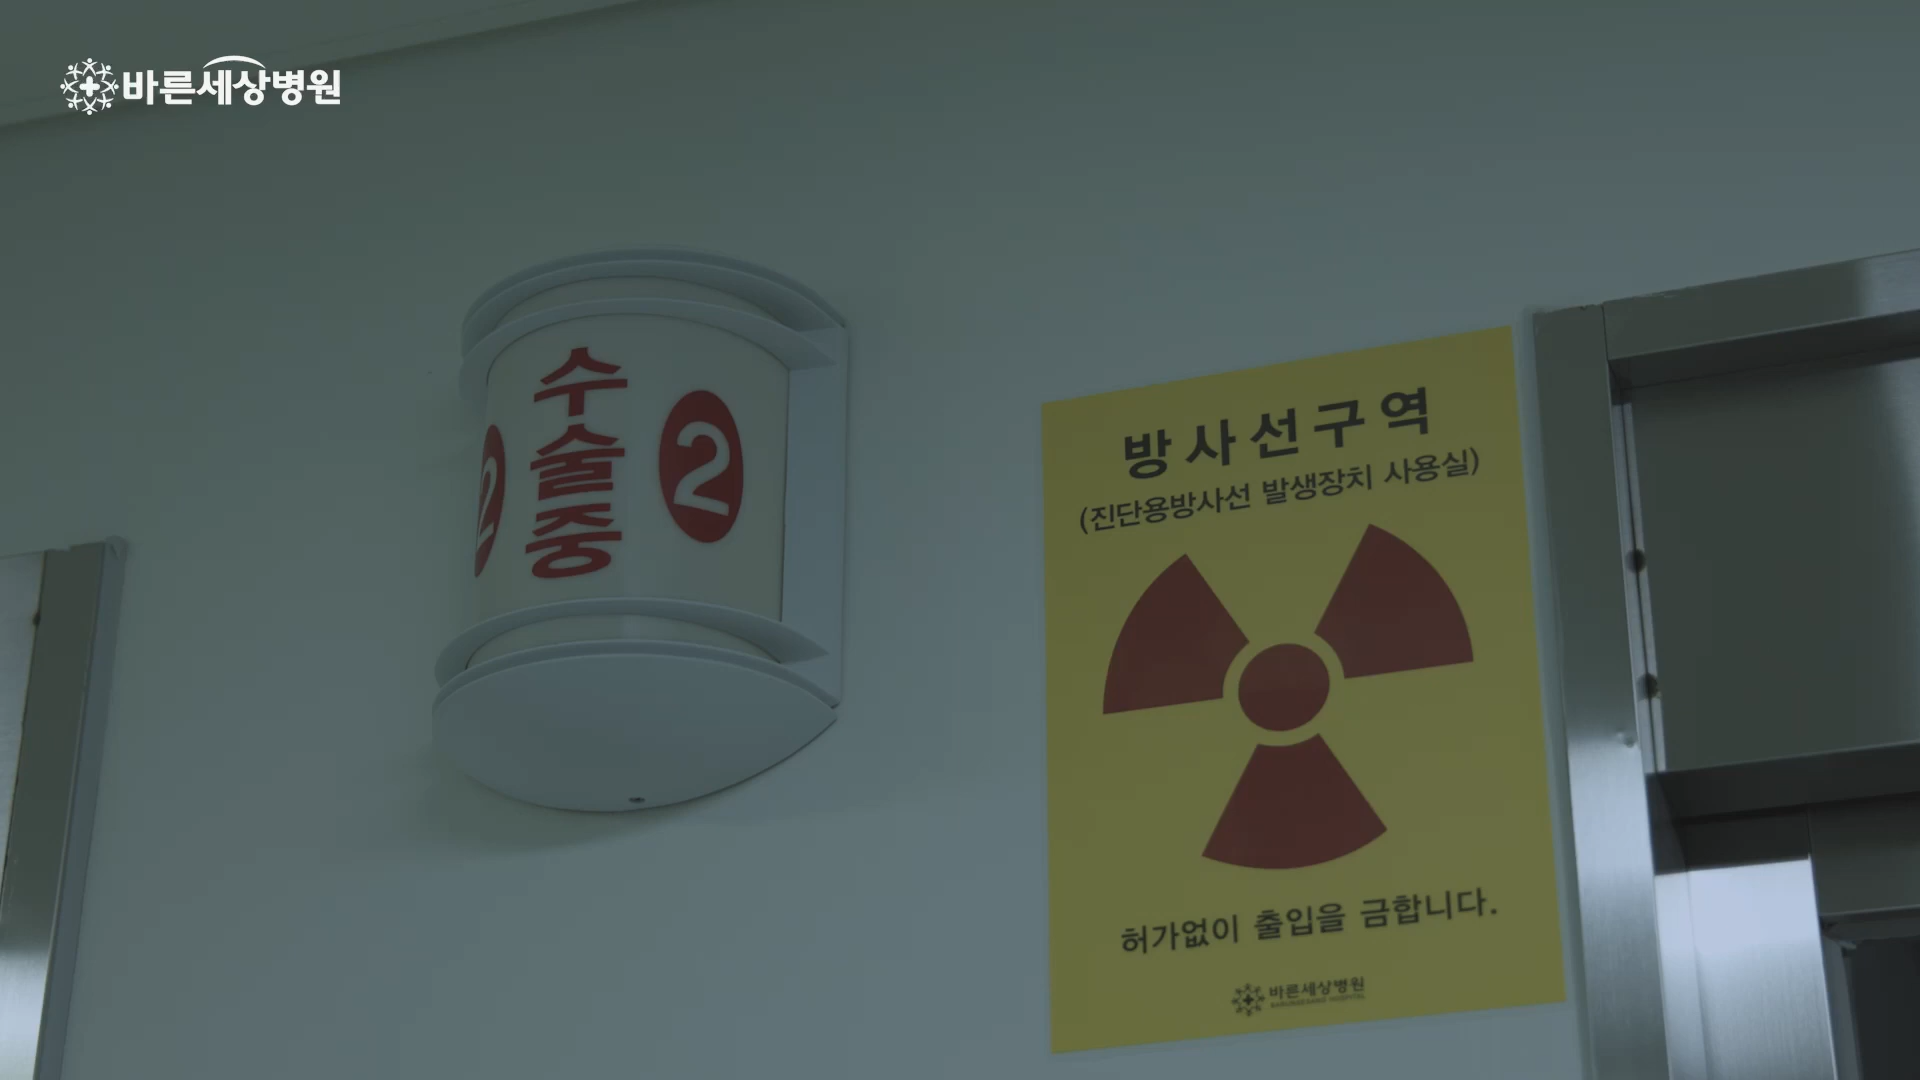 바른세상병원
수술중
2
2
방사선구역
(진단용방사선 발생장치 사용실)
허가없이 출입을 금합니다.
바른세상병원
BARUNSESANG HOSPITAL